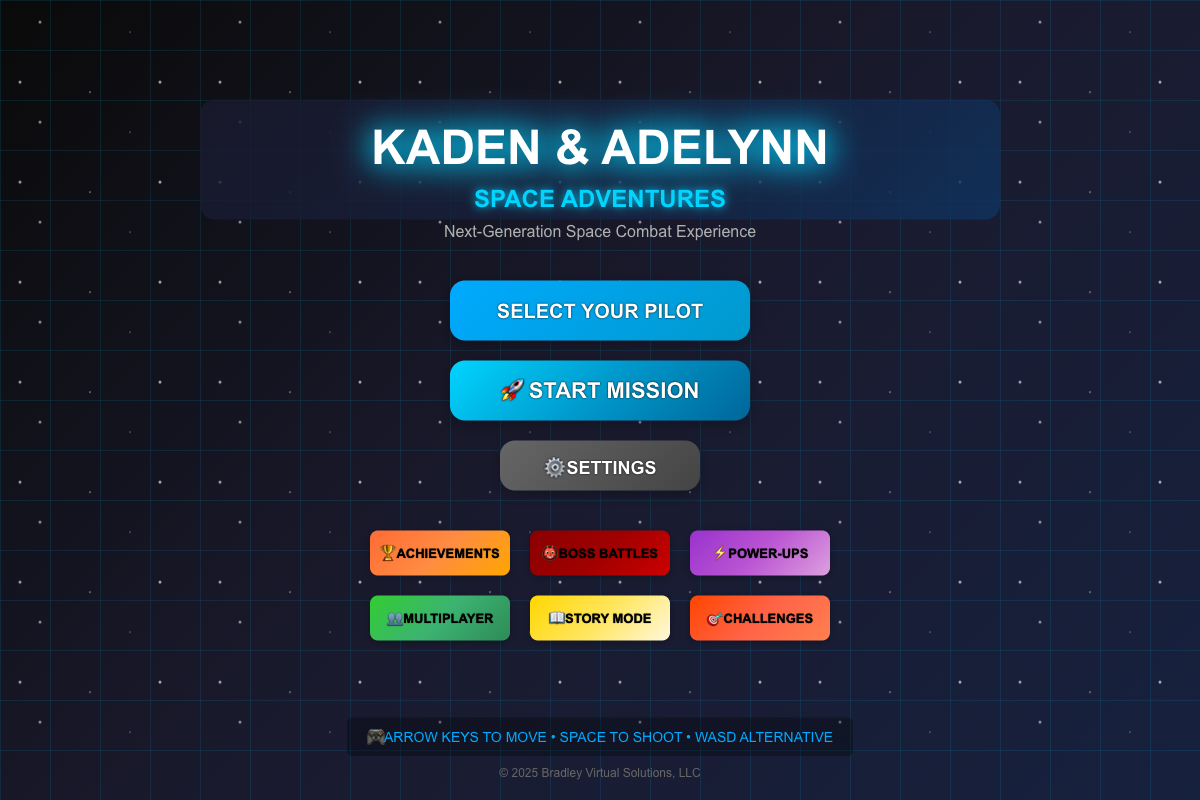 KADEN & ADELYNN
SPACE ADVENTURES
Next-Generation Space Combat Experience
SELECT YOUR PILOT
🚀 START MISSION
⚙️SETTINGS
🏆ACHIEVEMENTS
👹BOSS BATTLES
⚡POWER-UPS
👥MULTIPLAYER
📖STORY MODE
🎯CHALLENGES
🎮ARROW KEYS TO MOVE • SPACE TO SHOOT • WASD ALTERNATIVE
© 2025 Bradley Virtual Solutions, LLC